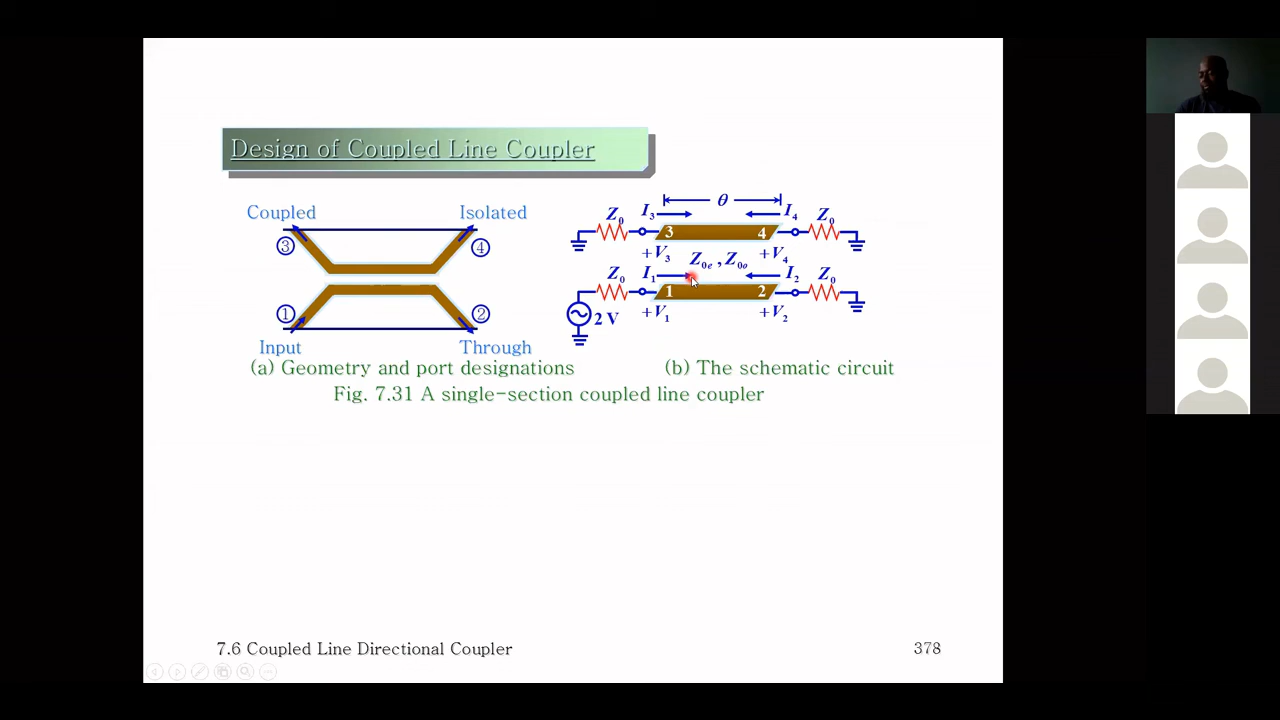 Design of Coupled Line Coupler
Coupled
Isolated
③
④
①
②
Input
Through
θ
Z₀ I₃ I₄ Z₀
3 4
+V₃ Z₀ₑ , Z₀ₒ +V₄
Z₀ I₁ I₂ Z₀
1 2
2 V +V₁ +V₂
(a) Geometry and port designations
(b) The schematic circuit
Fig. 7.31 A single-section coupled line coupler
7.6 Coupled Line Directional Coupler
378